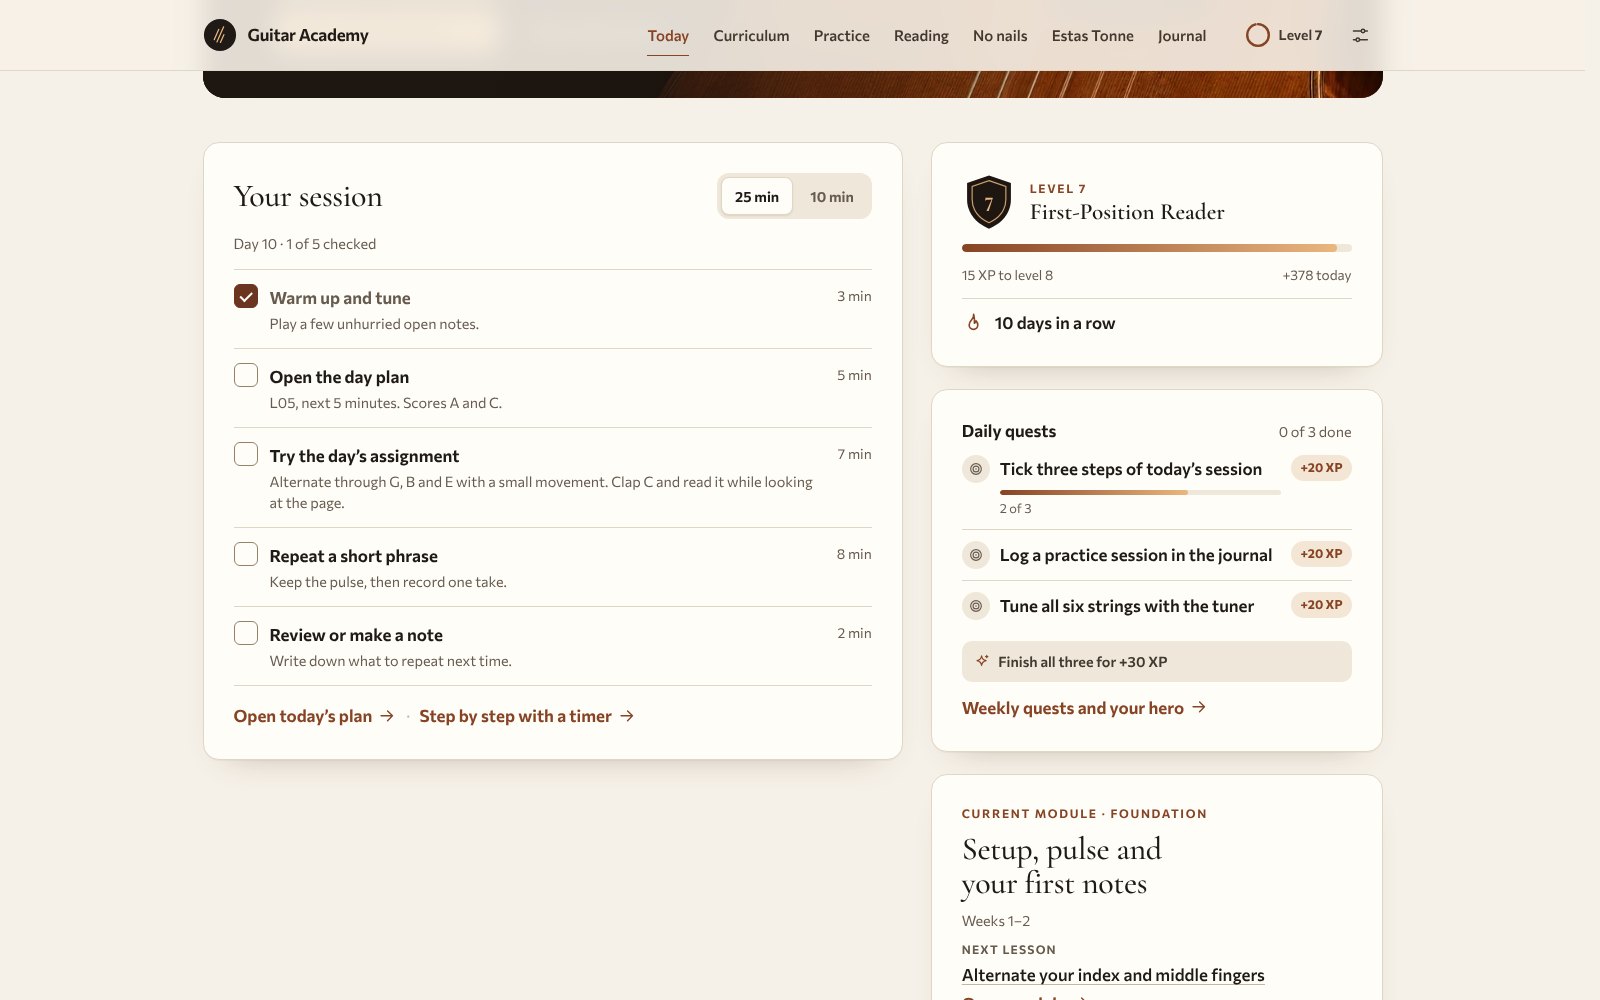 Guitar Academy
Today
Curriculum
Practice
Reading
No nails
Estas Tonne
Journal
Level 7
Your session
25 min
10 min
Day 10 · 1 of 5 checked
Warm up and tune
3 min
Play a few unhurried open notes.
Open the day plan
5 min
L05, next 5 minutes. Scores A and C.
Try the day’s assignment
7 min
Alternate through G, B and E with a small movement. Clap C and read it while looking
at the page.
Repeat a short phrase
8 min
Keep the pulse, then record one take.
Review or make a note
2 min
Write down what to repeat next time.
Open today’s plan → · Step by step with a timer →
7
LEVEL 7
First-Position Reader
15 XP to level 8
+378 today
10 days in a row
Daily quests
0 of 3 done
Tick three steps of today’s session
+20 XP
2 of 3
Log a practice session in the journal
+20 XP
Tune all six strings with the tuner
+20 XP
Finish all three for +30 XP
Weekly quests and your hero →
CURRENT MODULE · FOUNDATION
Setup, pulse and
your first notes
Weeks 1–2
NEXT LESSON
Alternate your index and middle fingers